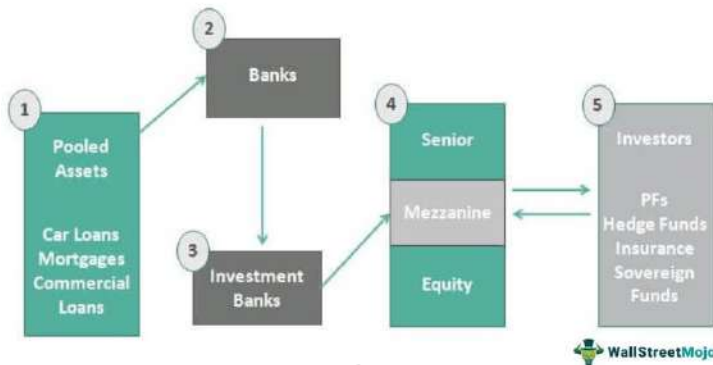 1
Pooled
Assets
Car Loans
Mortgages
Commercial
Loans
2
Banks
3
Investment
Banks
4
Senior
Mezzanine
Equity
5
Investors
PFs
Hedge Funds
Insurance
Sovereign
Funds
WallStreetMojo